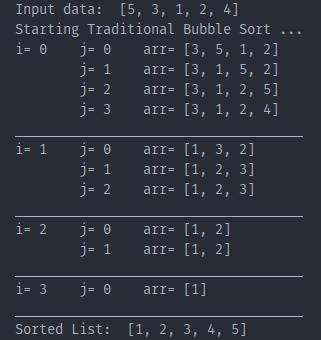 Input data:  [5, 3, 1, 2, 4]
Starting Traditional Bubble Sort ...
i= 0    j= 0    arr= [3, 5, 1, 2]
        j= 1    arr= [3, 1, 5, 2]
        j= 2    arr= [3, 1, 2, 5]
        j= 3    arr= [3, 1, 2, 4]
i= 1    j= 0    arr= [1, 3, 2]
        j= 1    arr= [1, 2, 3]
        j= 2    arr= [1, 2, 3]
i= 2    j= 0    arr= [1, 2]
        j= 1    arr= [1, 2]
i= 3    j= 0    arr= [1]
Sorted List:  [1, 2, 3, 4, 5]